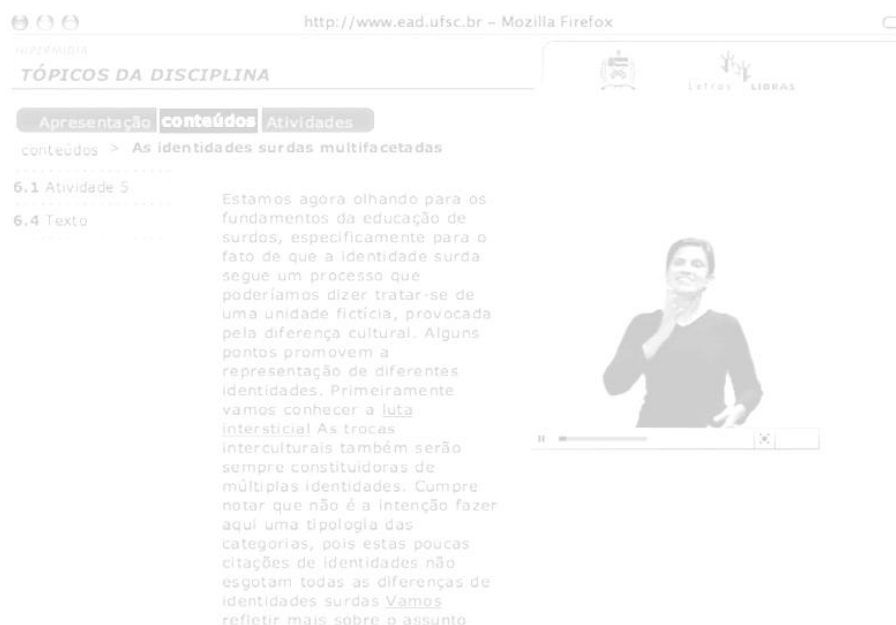 http://www.ead.ufsc.br – Mozilla Firefox
HIPERMÍDIA
TÓPICOS DA DISCIPLINA
Letras LIBRAS
Apresentação conteúdos Atividades
conteúdos > As identidades surdas multifacetadas
6.1 Atividade 5
6.4 Texto
Estamos agora olhando para os
fundamentos da educação de
surdos, especificamente para o
fato de que a identidade surda
segue um processo que
poderíamos dizer tratar-se de
uma unidade fictícia, provocada
pela diferença cultural. Alguns
pontos promovem a
representação de diferentes
identidades. Primeiramente
vamos conhecer a luta
intersticial As trocas
interculturais também serão
sempre constituidoras de
múltiplas identidades. Cumpre
notar que não é a intenção fazer
aqui uma tipologia das
categorias, pois estas poucas
citações de identidades não
esgotam todas as diferenças de
identidades surdas Vamos
refletir mais sobre o assunto